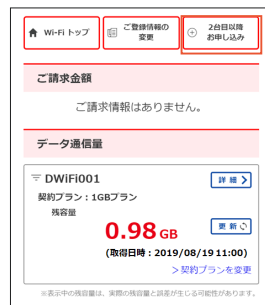 Wi-Fi トップ
ご登録情報の
変更
2台目以降
お申し込み
ご請求金額
ご請求情報はありません。
データ通信量
DWiFi001
詳 細
契約プラン：1GBプラン
残容量
0.98 GB
更 新
(取得日時：2019/08/19 11:00)
＞契約プランを変更
※表示中の残容量は、実際の残容量と誤差が生じる可能性があります。